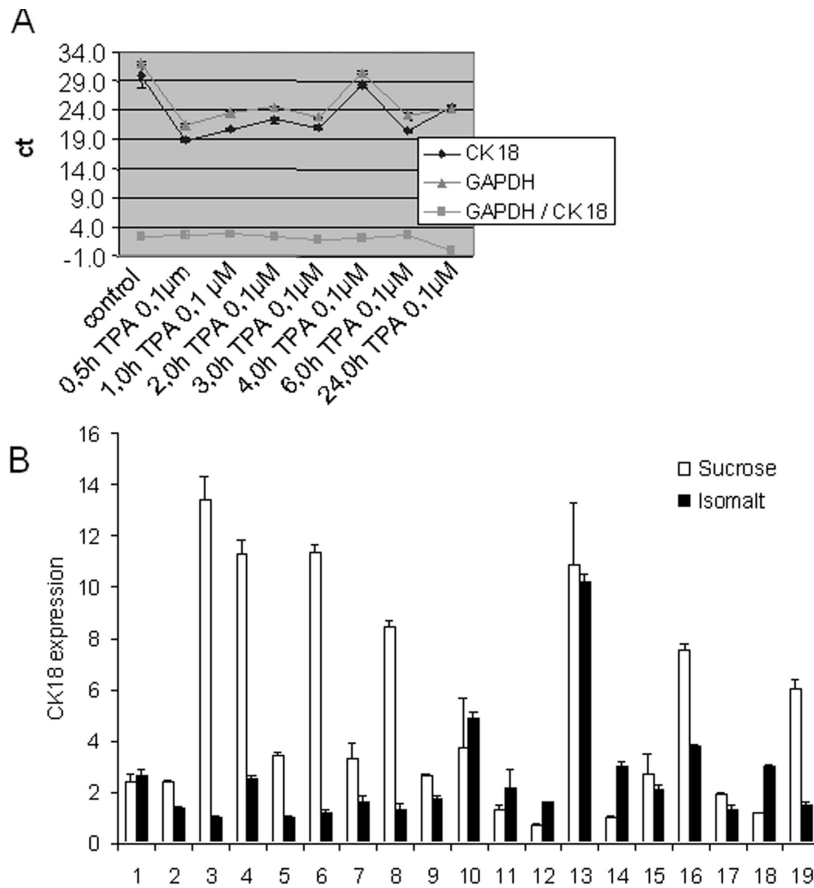 A
34.0
29.0
24.0
19.0
14.0
9.0
4.0
-1.0
ct
CK18
GAPDH
GAPDH / CK18
control
0,5h TPA 0,1µm
1,0h TPA 0,1 µM
2,0h TPA 0,1µM
3,0h TPA 0,1µM
4,0h TPA 0,1µM
6,0h TPA 0,1µM
24,0h TPA 0,1µM
B
16
14
12
10
8
6
4
2
0
CK18 expression
Sucrose
Isomalt
1 2 3 4 5 6 7 8 9 10 11 12 13 14 15 16 17 18 19